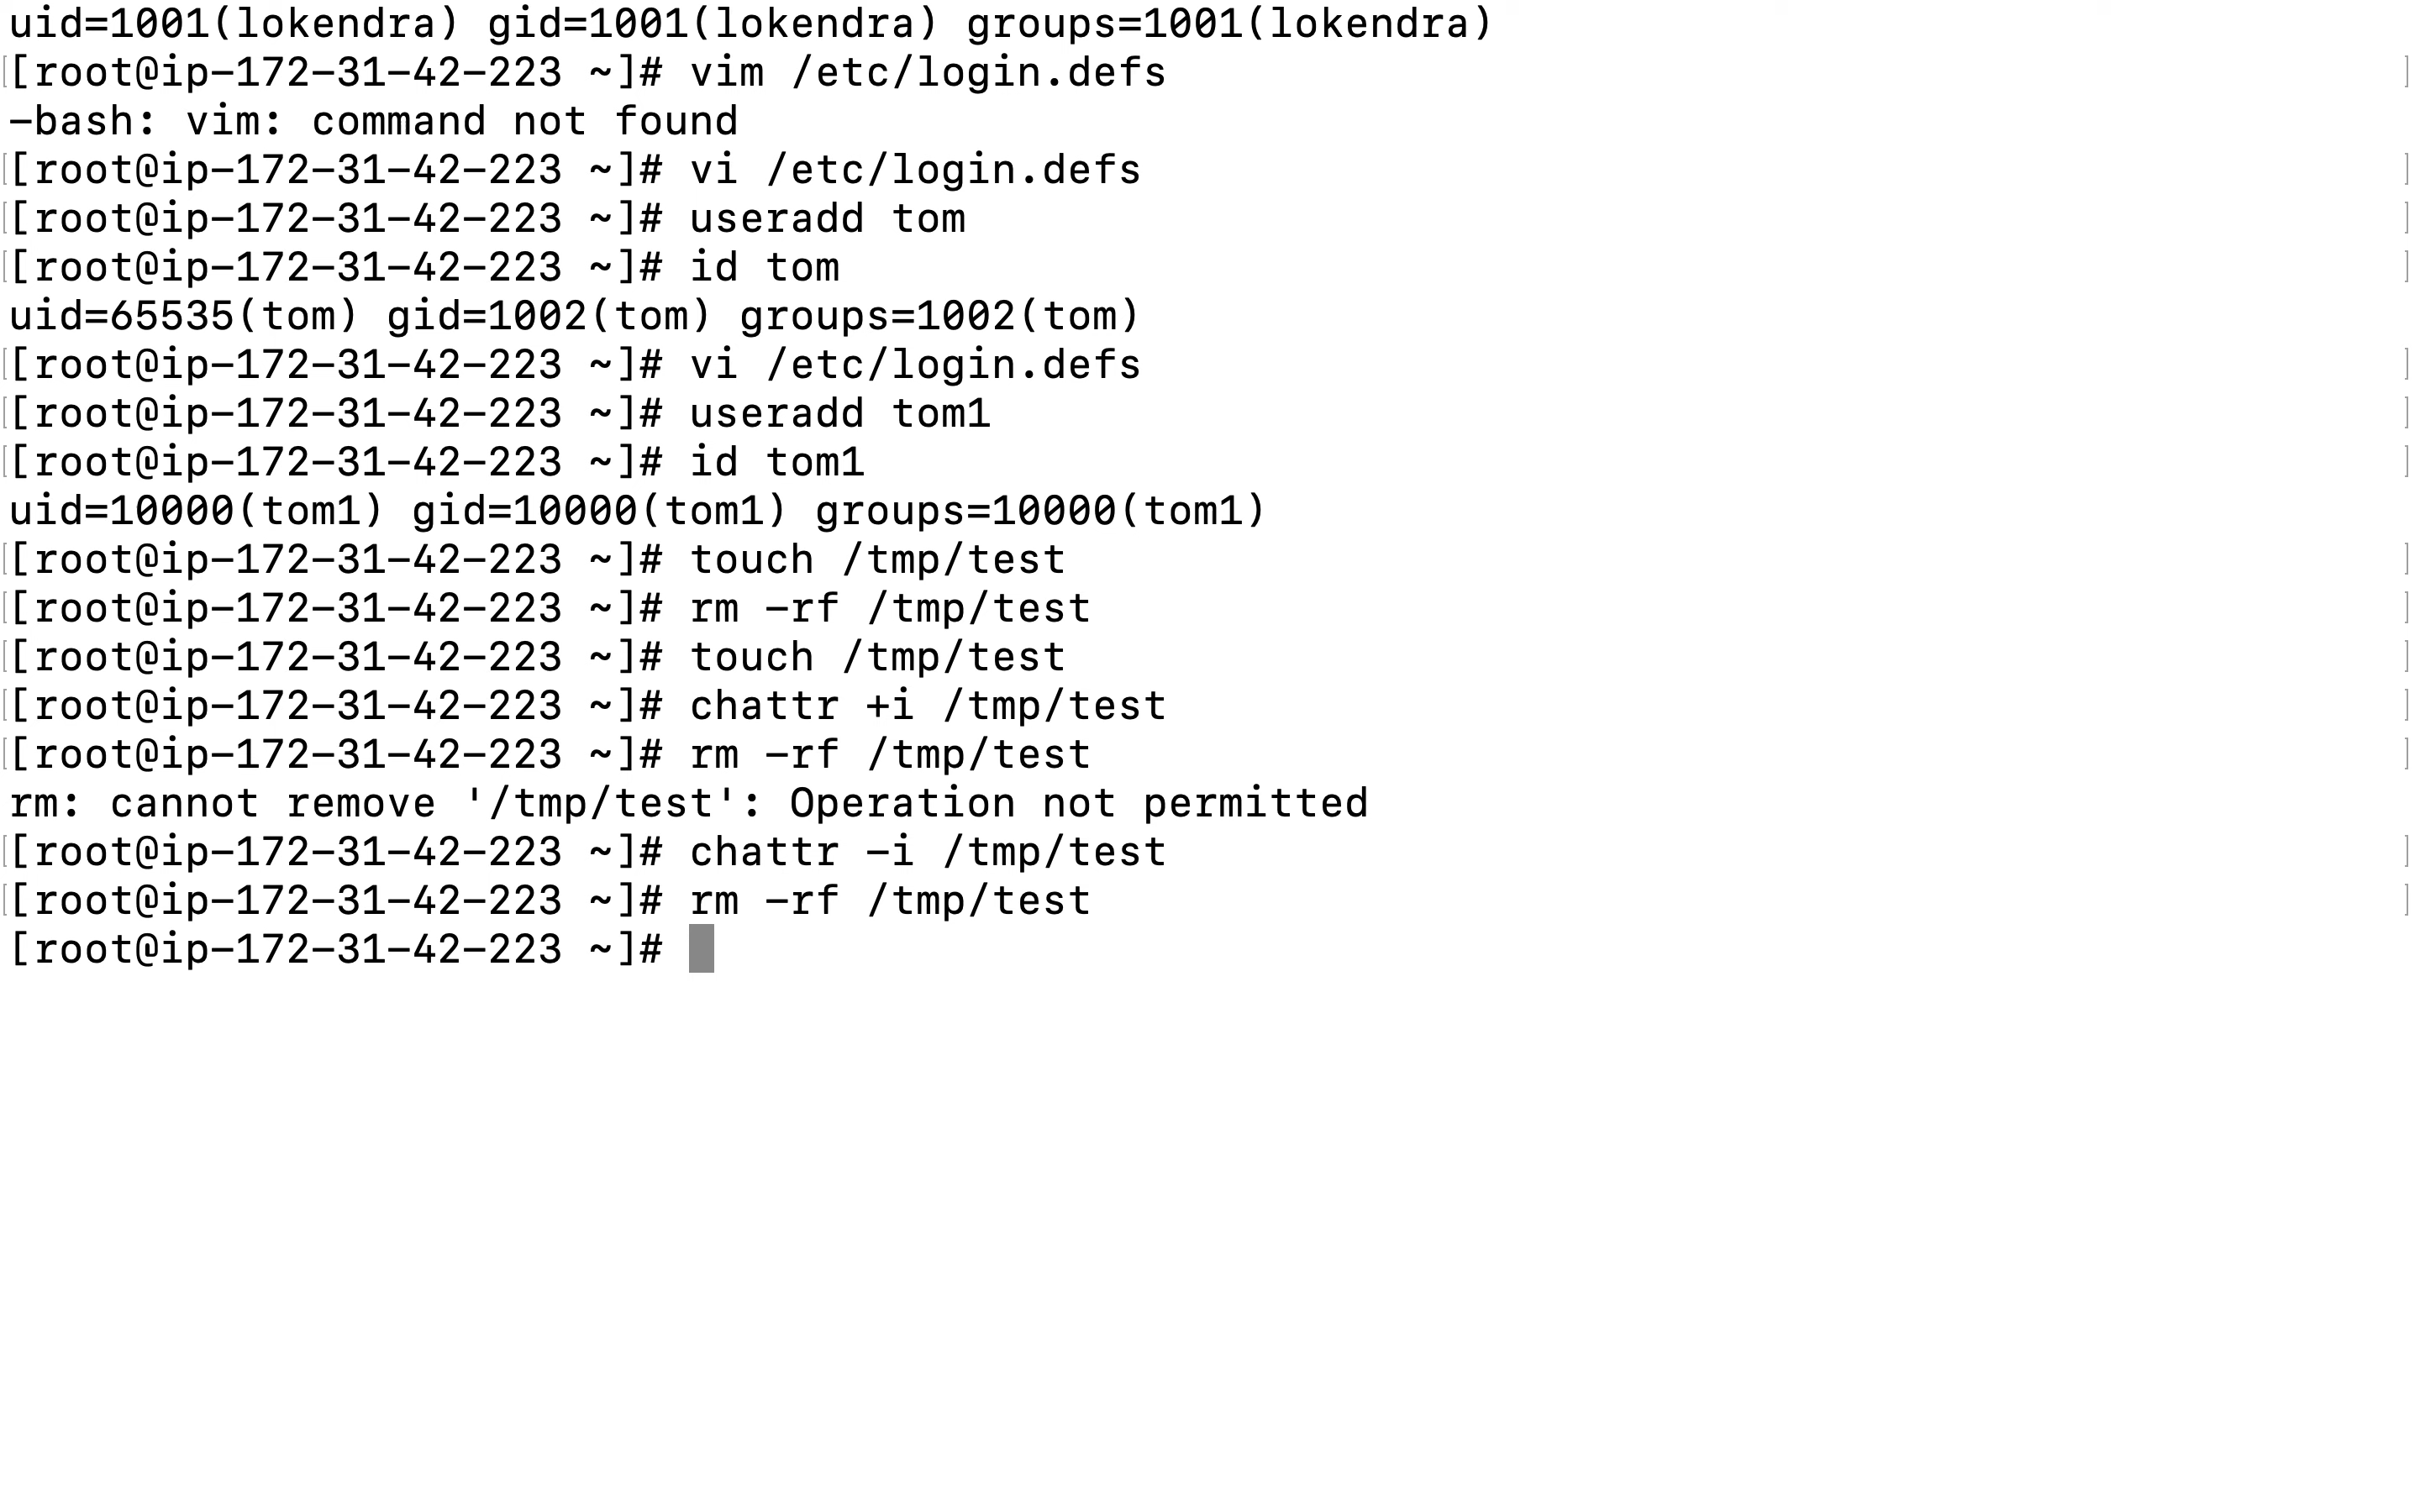 uid=1001(lokendra) gid=1001(lokendra) groups=1001(lokendra)
[root@ip-172-31-42-223 ~]# vim /etc/login.defs
-bash: vim: command not found
[root@ip-172-31-42-223 ~]# vi /etc/login.defs
[root@ip-172-31-42-223 ~]# useradd tom
[root@ip-172-31-42-223 ~]# id tom
uid=65535(tom) gid=1002(tom) groups=1002(tom)
[root@ip-172-31-42-223 ~]# vi /etc/login.defs
[root@ip-172-31-42-223 ~]# useradd tom1
[root@ip-172-31-42-223 ~]# id tom1
uid=10000(tom1) gid=10000(tom1) groups=10000(tom1)
[root@ip-172-31-42-223 ~]# touch /tmp/test
[root@ip-172-31-42-223 ~]# rm -rf /tmp/test
[root@ip-172-31-42-223 ~]# touch /tmp/test
[root@ip-172-31-42-223 ~]# chattr +i /tmp/test
[root@ip-172-31-42-223 ~]# rm -rf /tmp/test
rm: cannot remove '/tmp/test': Operation not permitted
[root@ip-172-31-42-223 ~]# chattr -i /tmp/test
[root@ip-172-31-42-223 ~]# rm -rf /tmp/test
[root@ip-172-31-42-223 ~]#